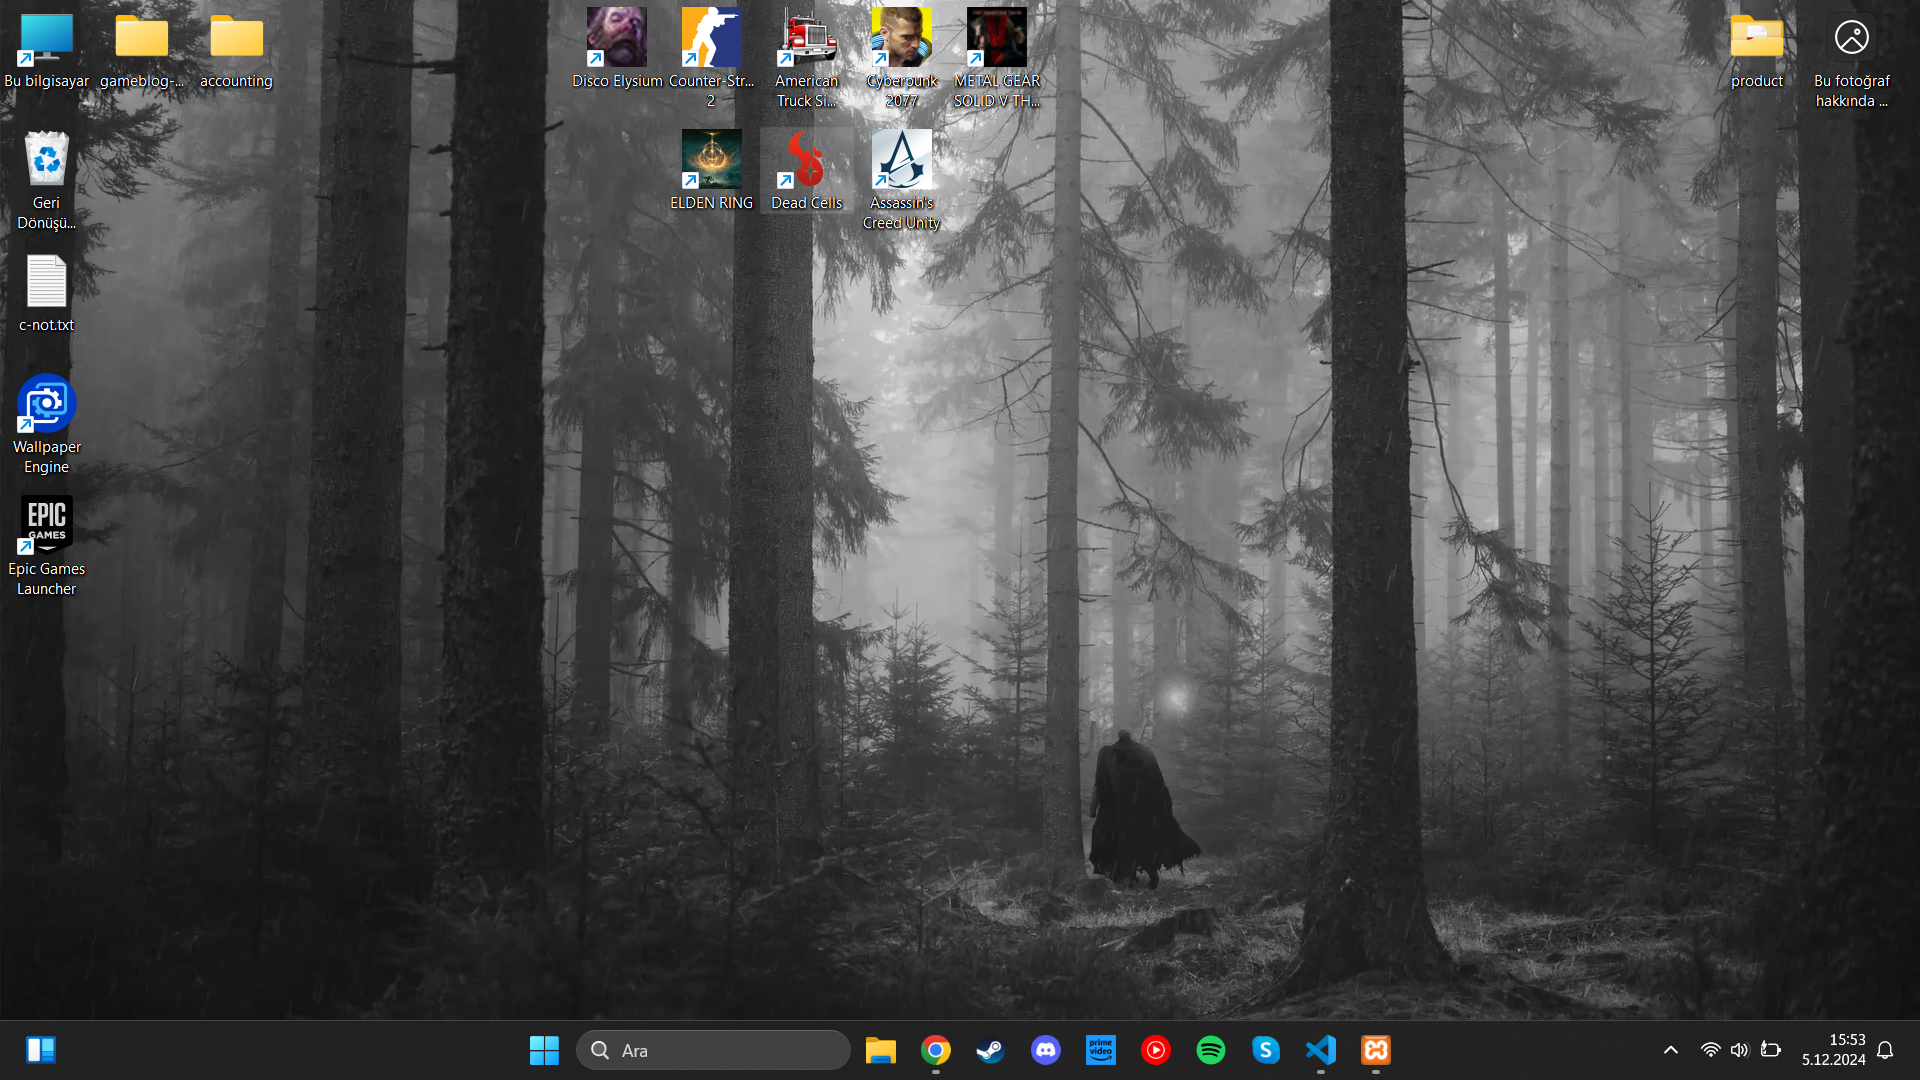 Bu bilgisayar
gameblog-...
accounting
Disco Elysium
Counter-Str...
2
American
Truck Si...
Cyberpunk
2077
METAL GEAR
SOLID V TH...
product
Bu fotoğraf
hakkında ...
Geri
Dönüşü...
ELDEN RING
Dead Cells
Assassin's
Creed Unity
c-not.txt
Wallpaper
Engine
EPIC
GAMES
Epic Games
Launcher
Ara
prime
video
15:53
5.12.2024